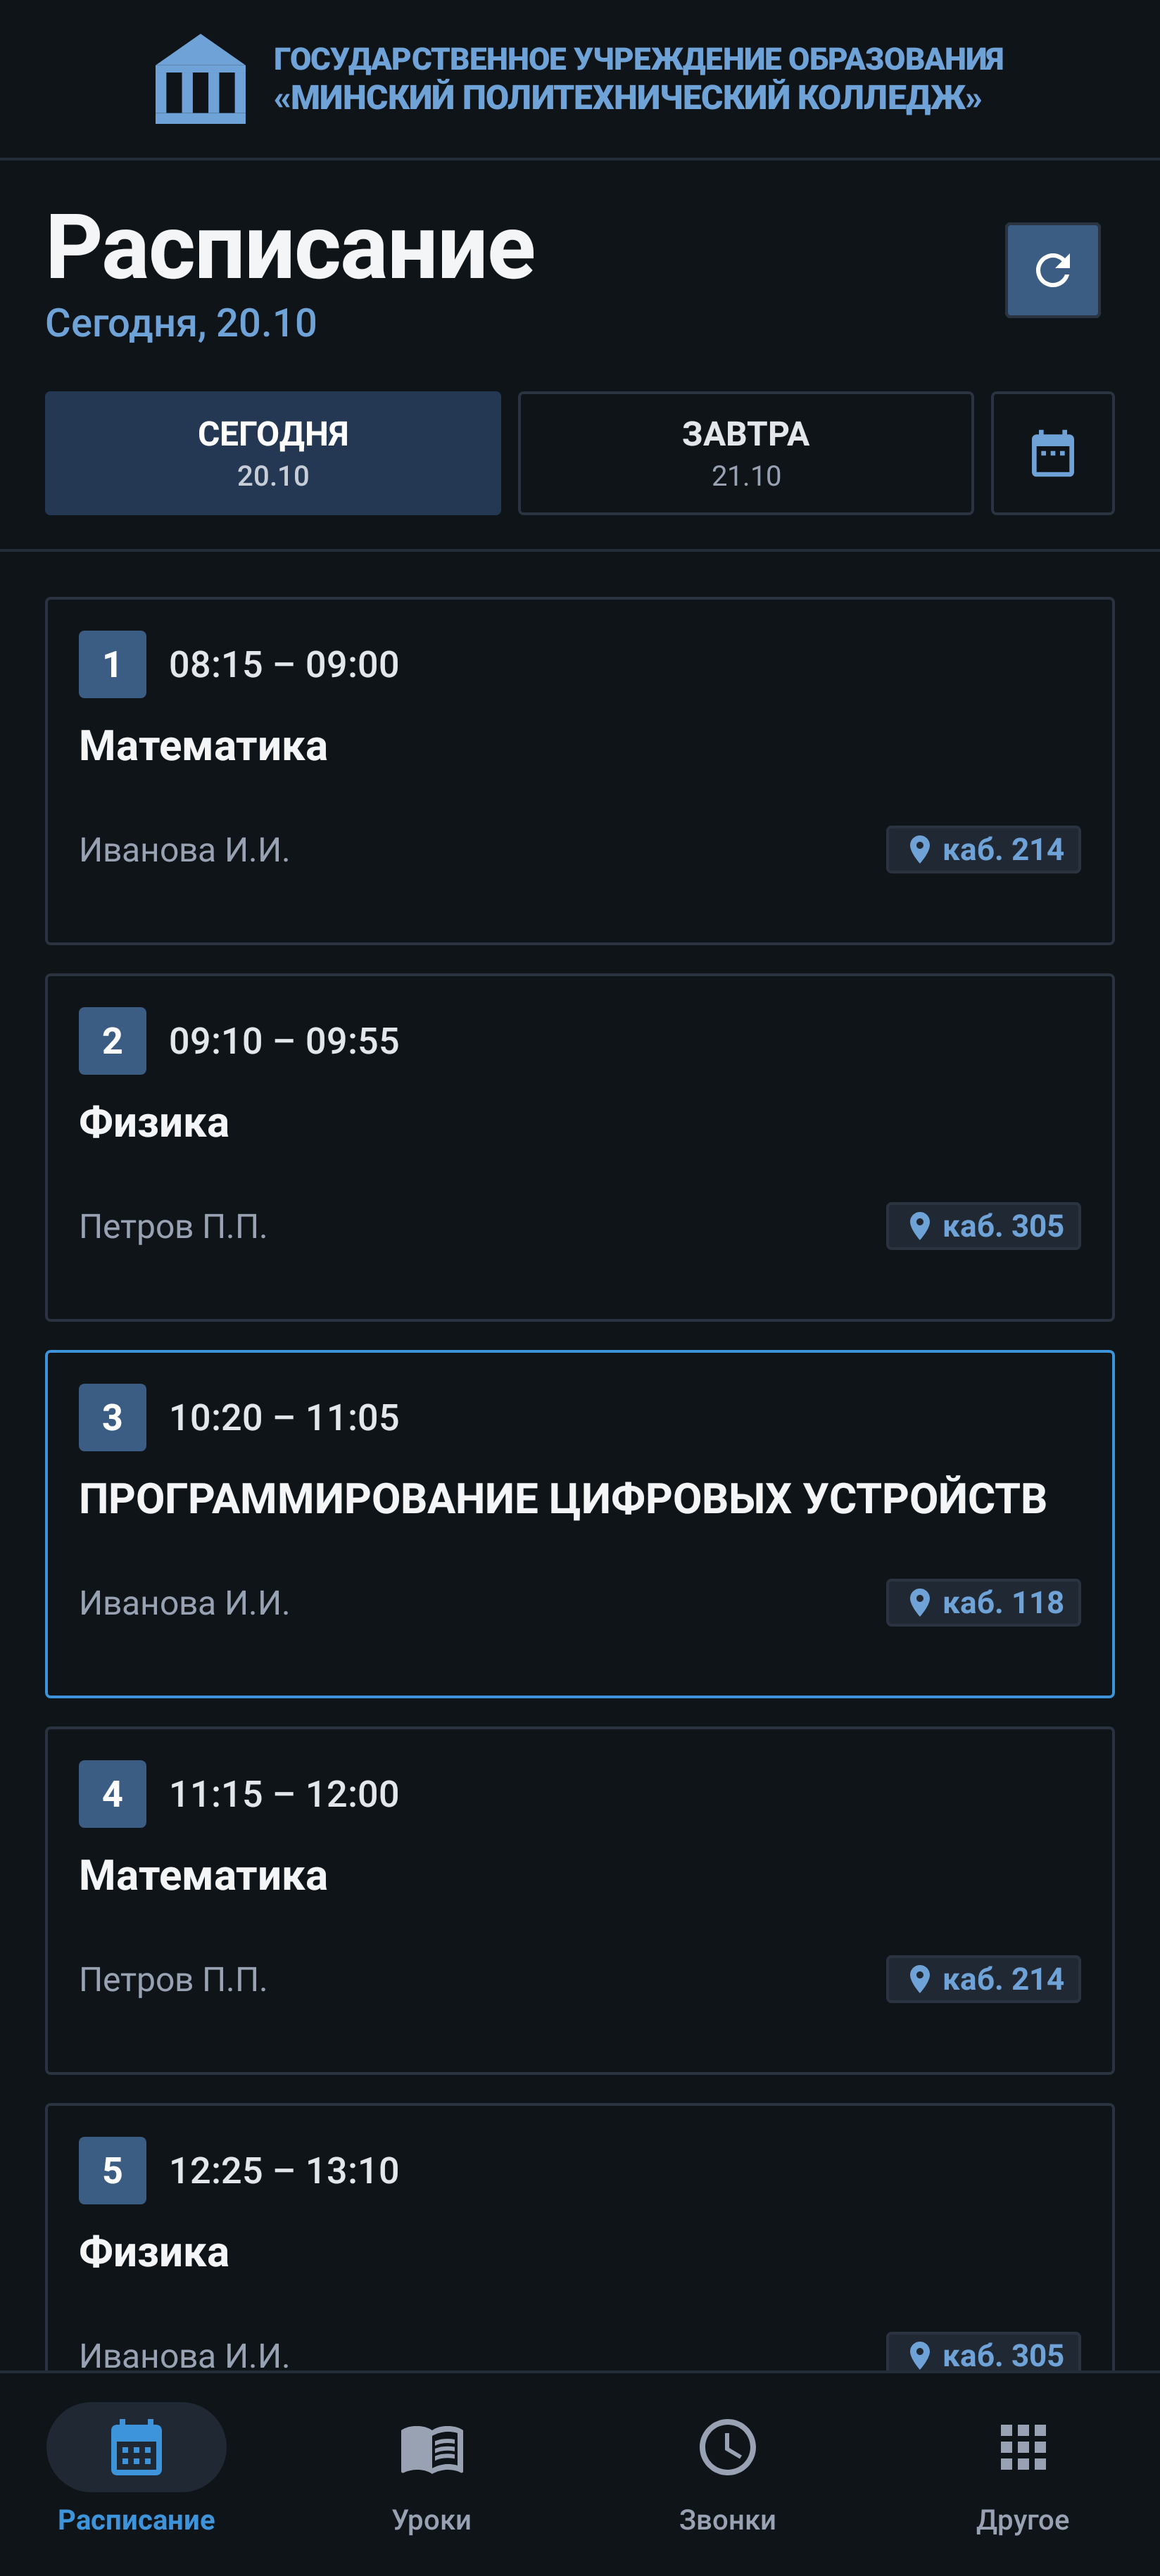 ГОСУДАРСТВЕННОЕ УЧРЕЖДЕНИЕ ОБРАЗОВАНИЯ
«МИНСКИЙ ПОЛИТЕХНИЧЕСКИЙ КОЛЛЕДЖ»
Расписание
Сегодня, 20.10
СЕГОДНЯ
20.10
ЗАВТРА
21.10
1 08:15 – 09:00
Математика
Иванова И.И. каб. 214
2 09:10 – 09:55
Физика
Петров П.П. каб. 305
3 10:20 – 11:05
ПРОГРАММИРОВАНИЕ ЦИФРОВЫХ УСТРОЙСТВ
Иванова И.И. каб. 118
4 11:15 – 12:00
Математика
Петров П.П. каб. 214
5 12:25 – 13:10
Физика
Иванова И.И. каб. 305
Расписание Уроки Звонки Другое